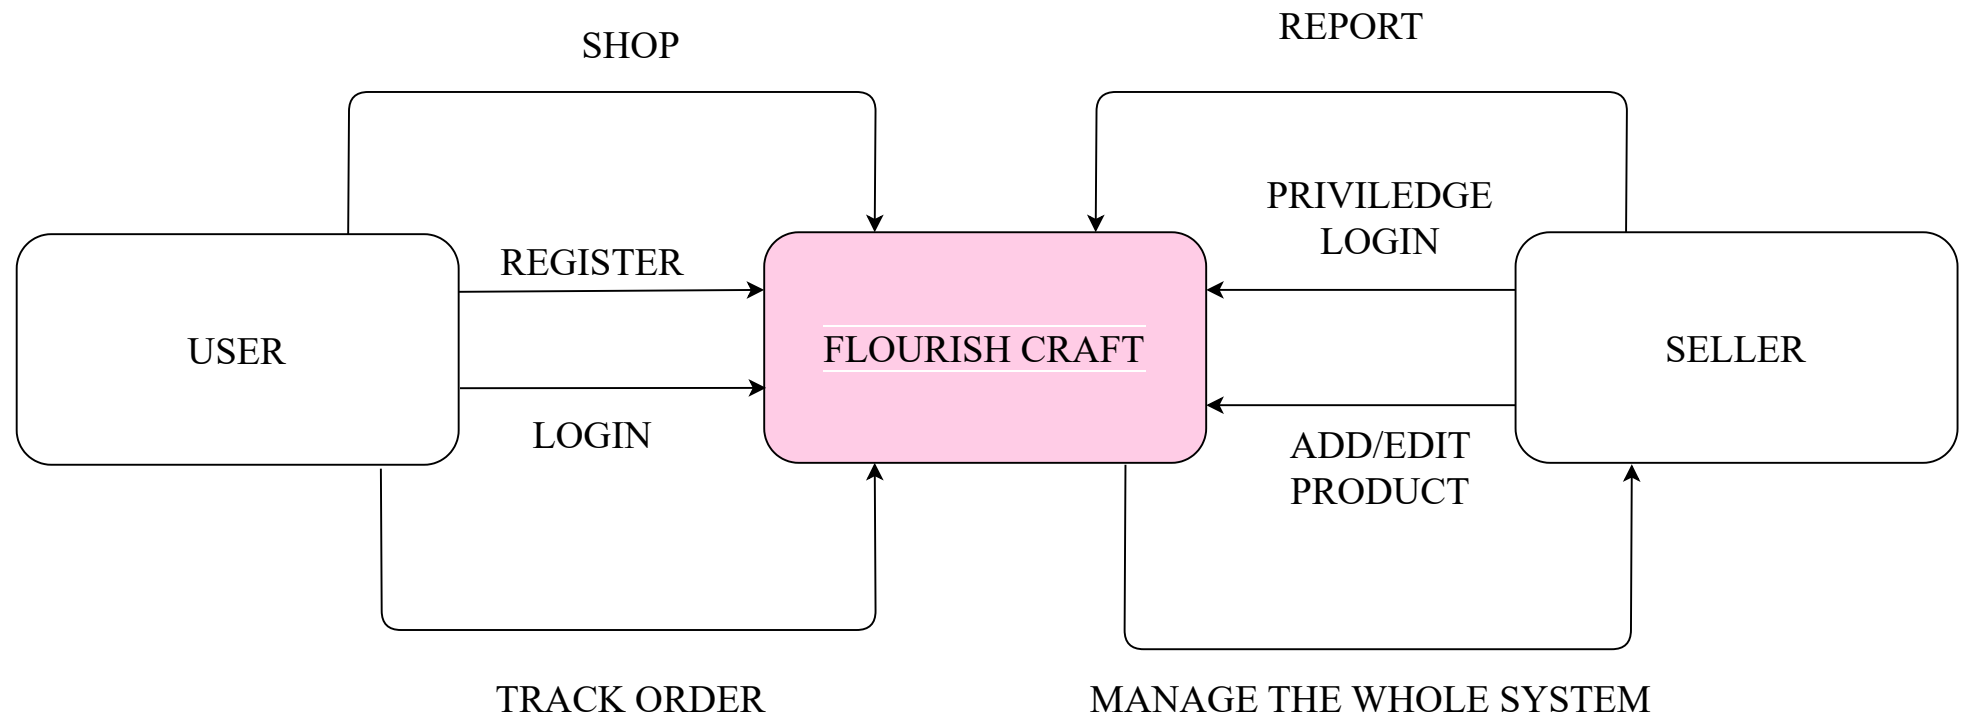 SHOP
REPORT
PRIVILEDGE
LOGIN
REGISTER
USER
FLOURISH CRAFT
SELLER
LOGIN
ADD/EDIT
PRODUCT
TRACK ORDER
MANAGE THE WHOLE SYSTEM